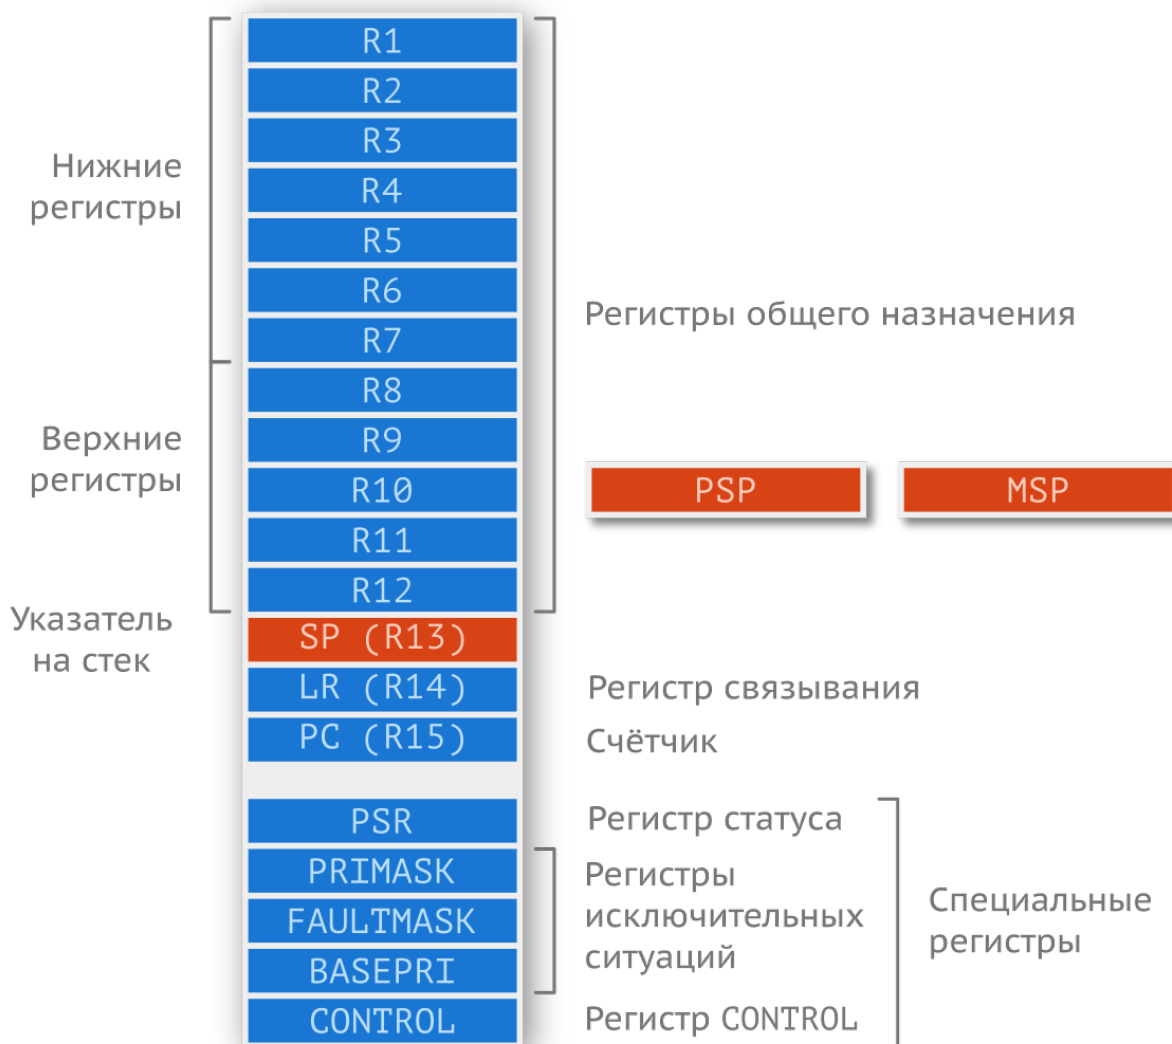 R1
R2
R3
Нижние
регистры
R4
R5
R6
Регистры общего назначения
R7
R8
Верхние
регистры
R9
R10
PSP
MSP
R11
R12
Указатель
на стек
SP (R13)
LR (R14)
Регистр связывания
PC (R15)
Счётчик
PSR
Регистр статуса
PRIMASK
FAULTMASK
BASEPRI
Регистры
исключительных
ситуаций
Специальные
регистры
CONTROL
Регистр CONTROL